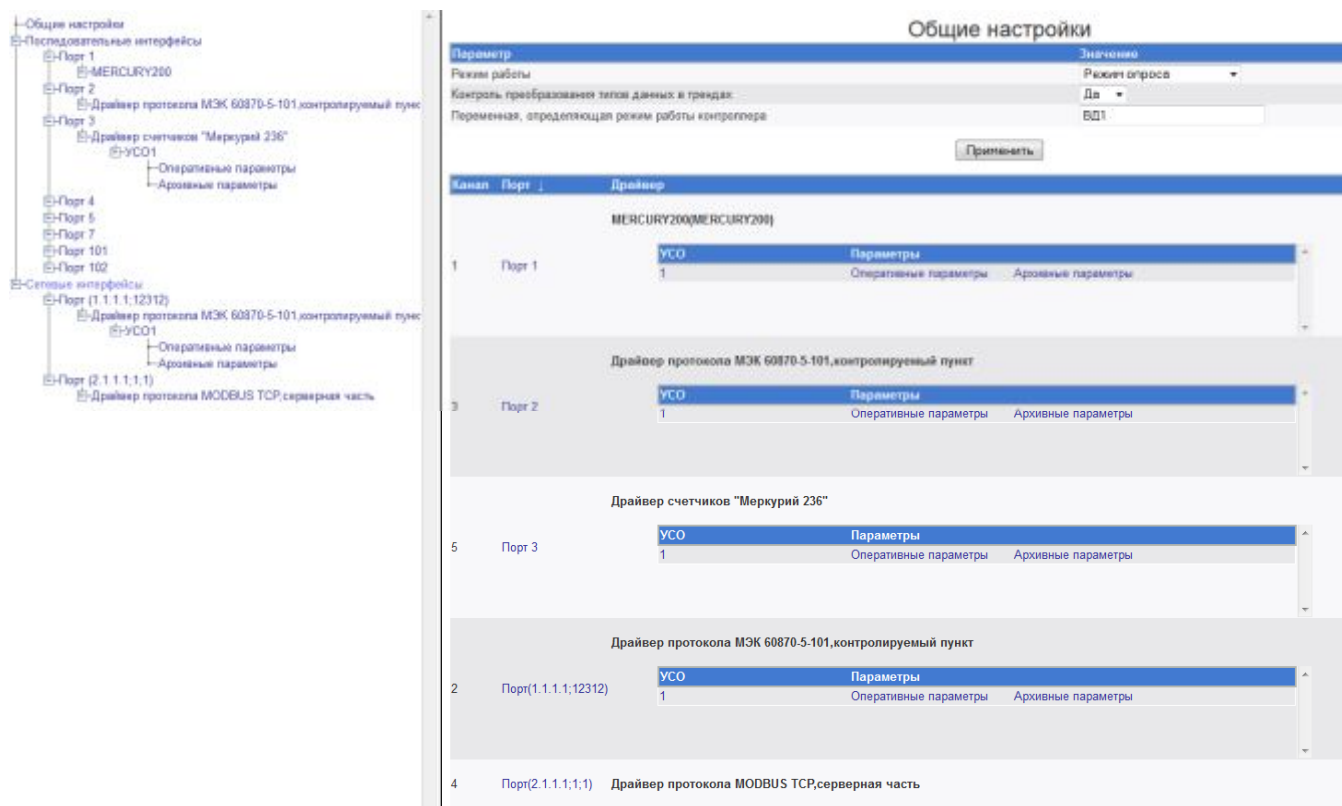 Общие настройки
Последовательные интерфейсы
Порт 1
MERCURY200
Порт 2
Драйвер протокола МЭК 60870-5-101,контролируемый пунк
Порт 3
Драйвер счетчиков "Меркурий 236"
УСО1
Оперативные параметры
Архивные параметры
Порт 4
Порт 5
Порт 7
Порт 101
Порт 102
Сетевые интерфейсы
Порт (1.1.1.1;12312)
Драйвер протокола МЭК 60870-5-101,контролируемый пунк
УСО1
Оперативные параметры
Архивные параметры
Порт (2.1.1.1;1;1)
Драйвер протокола MODBUS TCP,серверная часть
Общие настройки
Параметр Значение
Режим работы Режим опроса
Контроль преобразования типов данных в трендах Да
Переменная, определяющая режим работы контроллера ВД1
Применить
Канал Порт ↓ Драйвер
MERCURY200(MERCURY200)
УСО Параметры
1 Порт 1 1 Оперативные параметры Архивные параметры
Драйвер протокола МЭК 60870-5-101,контролируемый пункт
УСО Параметры
3 Порт 2 1 Оперативные параметры Архивные параметры
Драйвер счетчиков "Меркурий 236"
УСО Параметры
5 Порт 3 1 Оперативные параметры Архивные параметры
Драйвер протокола МЭК 60870-5-101,контролируемый пункт
УСО Параметры
2 Порт(1.1.1.1;12312) 1 Оперативные параметры Архивные параметры
4 Порт(2.1.1.1;1;1) Драйвер протокола MODBUS TCP,серверная часть